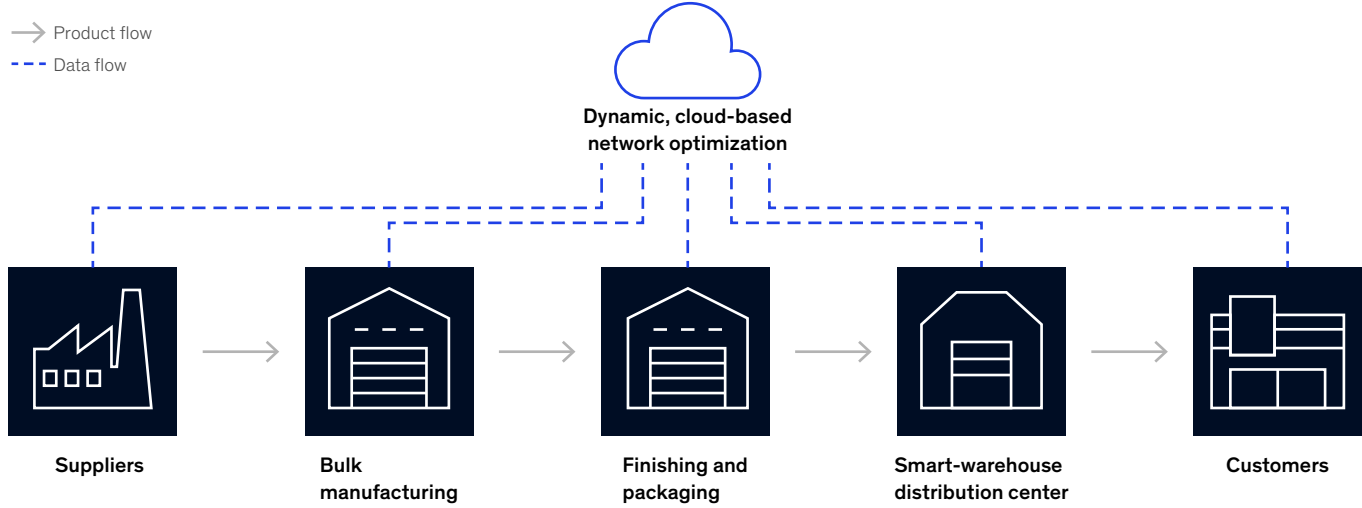 Product flow
Data flow
Dynamic, cloud-based
network optimization
Suppliers
Bulk
manufacturing
Finishing and
packaging
Smart-warehouse
distribution center
Customers